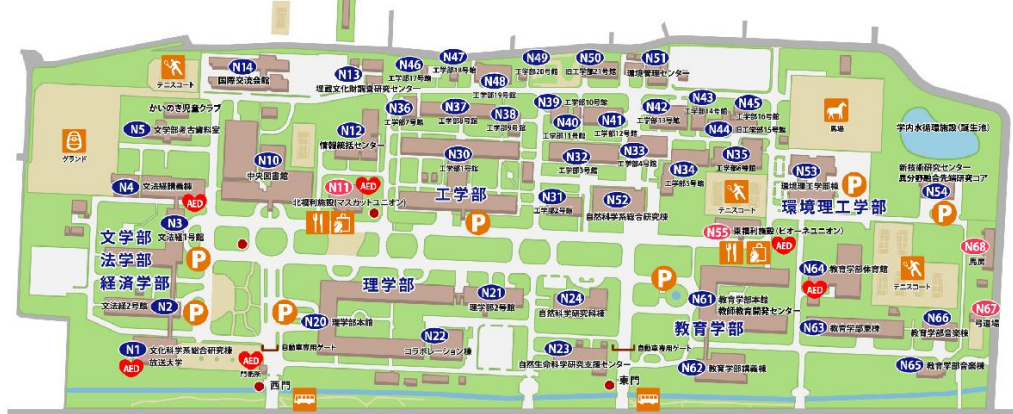 N14
国際交流会館
N13
埋蔵文化財調査研究センター
N46
工学部17号館
N47
工学部18号館
N48
工学部19号館
N49
工学部20号館
N50
旧工学部21号館
N51
環境管理センター
テニスコート
かいのき児童クラブ
N5
文学部考古資料室
グランド
N36
工学部7号館
N37
工学部8号館
N38
工学部9号館
N39
工学部10号館
N40
工学部11号館
N41
工学部12号館
N42
工学部13号館
N43
工学部14号館
N45
工学部16号館
N44
旧工学部15号館
馬場
学内水循環施設(誕生池)
N12
情報統括センター
N10
中央図書館
N30
工学部1号館
N32
工学部3号館
N33
工学部4号館
N34
工学部5号館
N35
工学部6号館
N53
環境理工学部棟
新技術研究センター
異分野融合先端研究コア
N54
N4
文法経講義棟
AED
N11
AED
北福利施設(マスカットユニオン)
工学部
N31
工学部2号館
N52
自然科学系総合研究棟
テニスコート
P
環境理工学部
P
N3
文法経1号館
P
N55
東福利施設(ピオーネユニオン)
AED
N68
馬房
文学部
法学部
経済学部
P
理学部
P
N64
教育学部体育館
AED
テニスコート
N2
文法経2号館
P
P
N20
理学部本館
N21
理学部2号館
N24
自然科学研究科棟
N61
教育学部本館
教師教育開発センター
教育学部
N63
教育学部東棟
N66
教育学部音楽棟
N67
弓道場
N1
文化科学系総合研究棟
放送大学
AED
AED
門衛所
自動車専用ゲート
N22
コラボレーション棟
N23
自然生命科学研究支援センター
自動車専用ゲート
N62
教育学部講義棟
N65
教育学部音楽棟
西門
東門